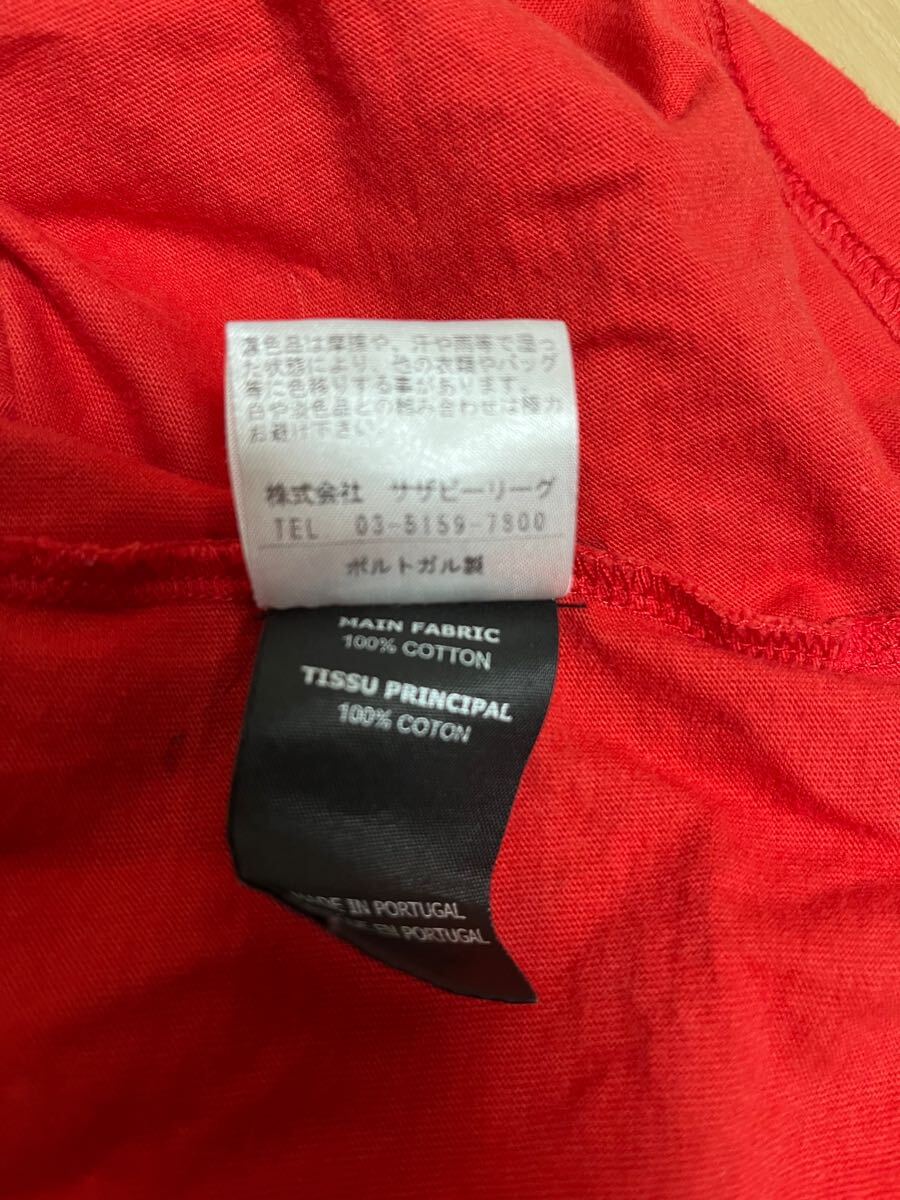 濃色品は摩擦や、汗や雨等で湿っ
た状態により、他の衣類やバッグ
等に色移りする事があります。
色や淡色品との組み合わせは極力
お避け下さい。
株式会社 サザビーリーグ
TEL 03-5159-7800
ポルトガル製
MAIN FABRIC
100% COTTON
TISSU PRINCIPAL
100% COTON
MADE IN PORTUGAL
EN PORTUGAL